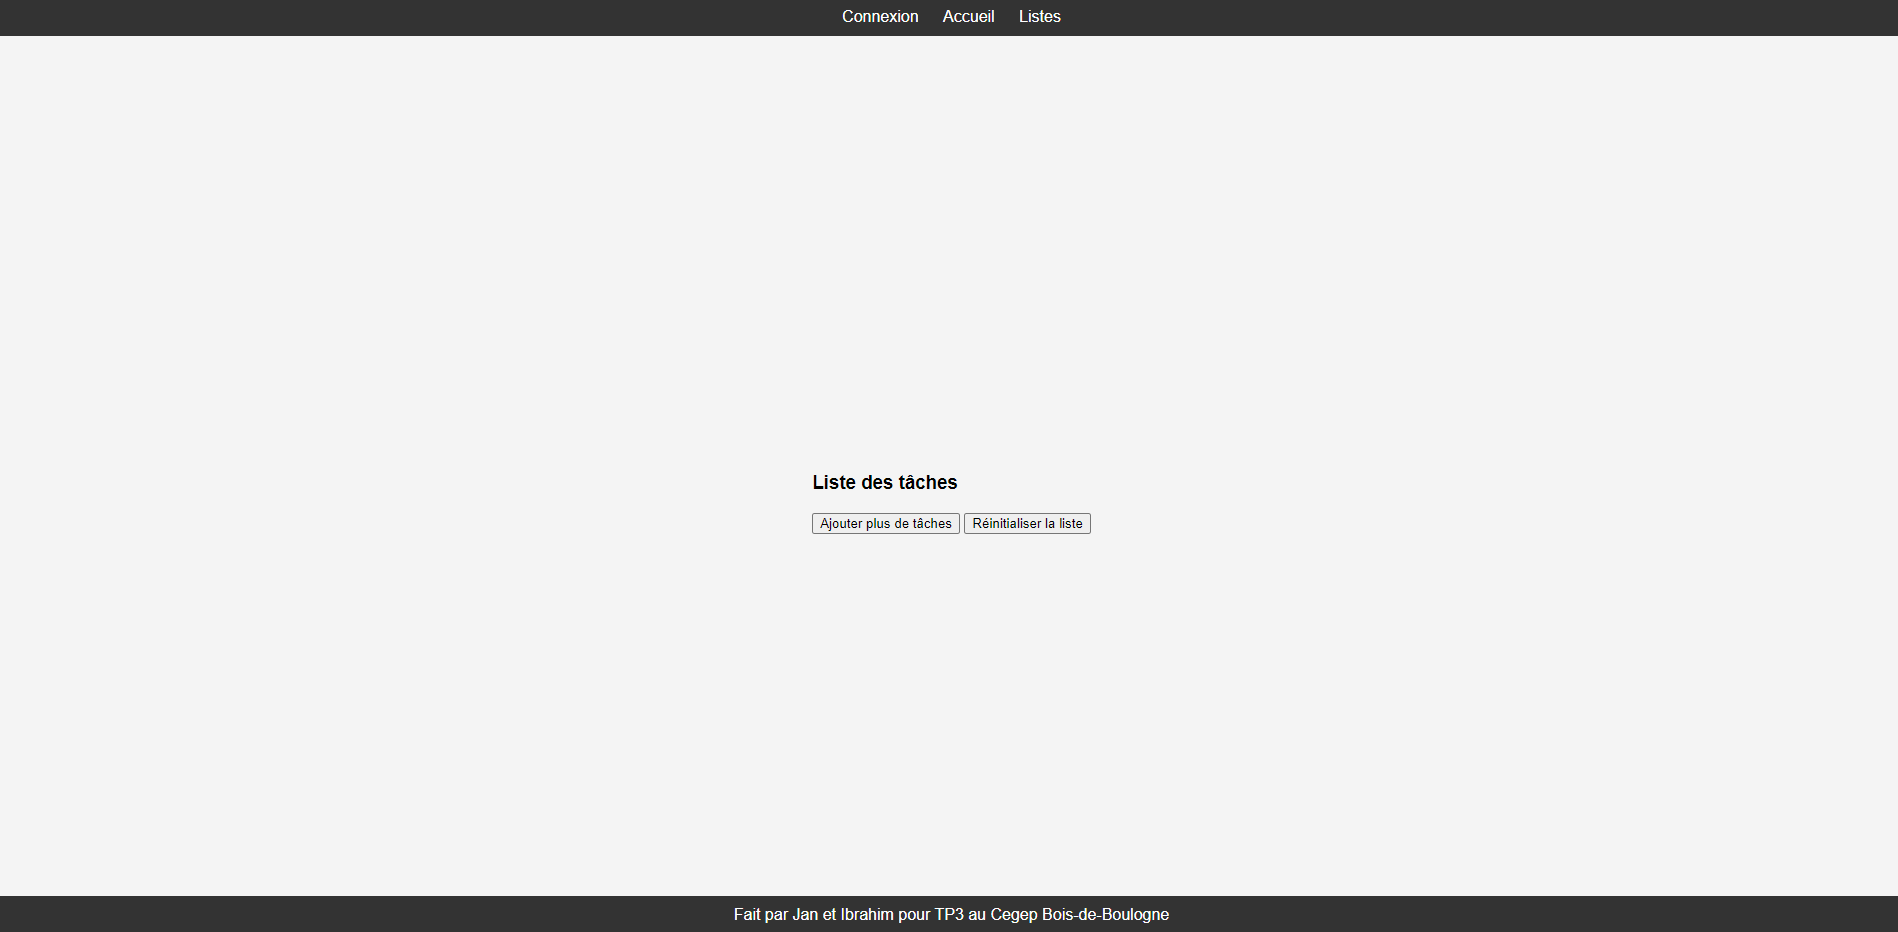 Connexion Accueil Listes
Liste des tâches
Ajouter plus de tâches Réinitialiser la liste
Fait par Jan et Ibrahim pour TP3 au Cegep Bois-de-Boulogne